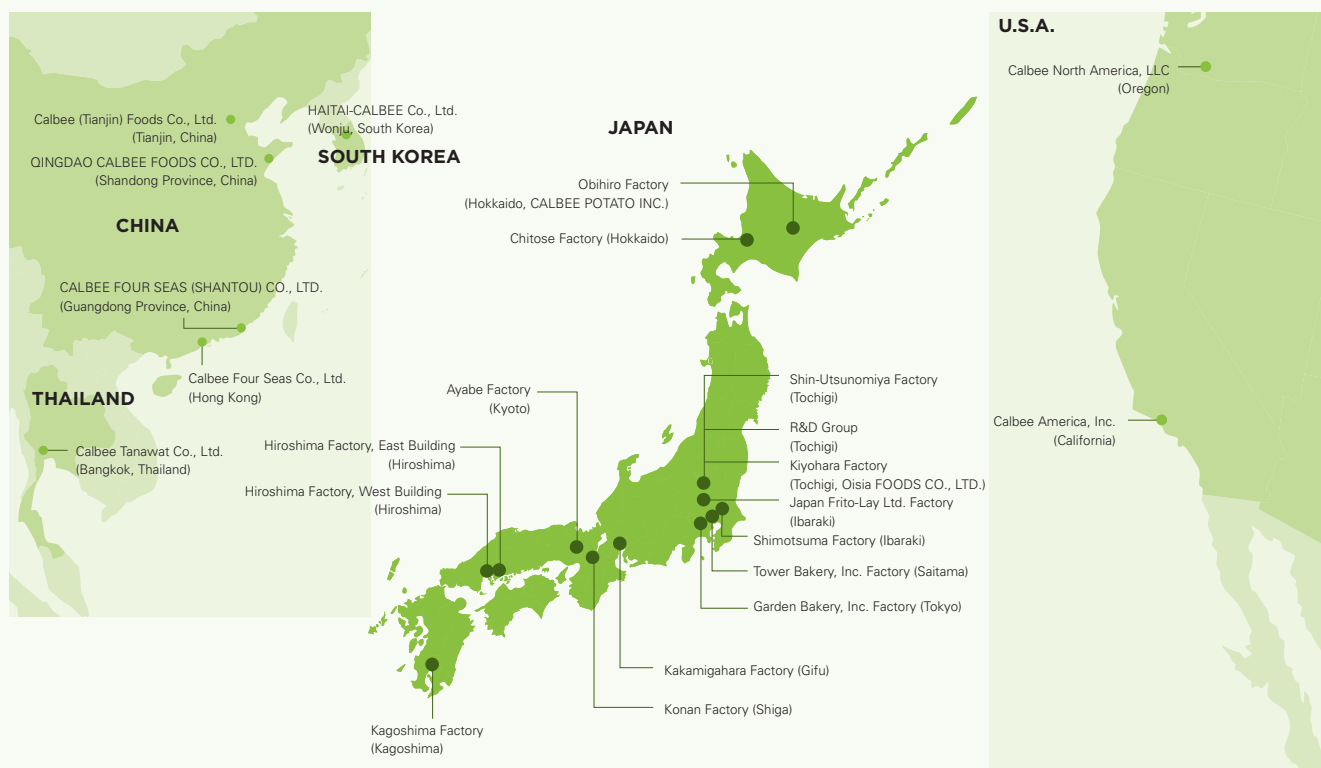 Calbee (Tianjin) Foods Co., Ltd.
(Tianjin, China)
QINGDAO CALBEE FOODS CO., LTD.
(Shandong Province, China)
CHINA
CALBEE FOUR SEAS (SHANTOU) CO., LTD.
(Guangdong Province, China)
Calbee Four Seas Co., Ltd.
(Hong Kong)
THAILAND
Calbee Tanawat Co., Ltd.
(Bangkok, Thailand)
HAITAI-CALBEE Co., Ltd.
(Wonju, South Korea)
SOUTH KOREA
JAPAN
Obihiro Factory
(Hokkaido, CALBEE POTATO INC.)
Chitose Factory (Hokkaido)
Ayabe Factory
(Kyoto)
Hiroshima Factory, East Building
(Hiroshima)
Hiroshima Factory, West Building
(Hiroshima)
Shin-Utsunomiya Factory
(Tochigi)
R&D Group
(Tochigi)
Kiyohara Factory
(Tochigi, Oisia FOODS CO., LTD.)
Japan Frito-Lay Ltd. Factory
(Ibaraki)
Shimotsuma Factory (Ibaraki)
Tower Bakery, Inc. Factory (Saitama)
Garden Bakery, Inc. Factory (Tokyo)
Kakamigahara Factory (Gifu)
Konan Factory (Shiga)
Kagoshima Factory
(Kagoshima)
U.S.A.
Calbee North America, LLC
(Oregon)
Calbee America, Inc.
(California)